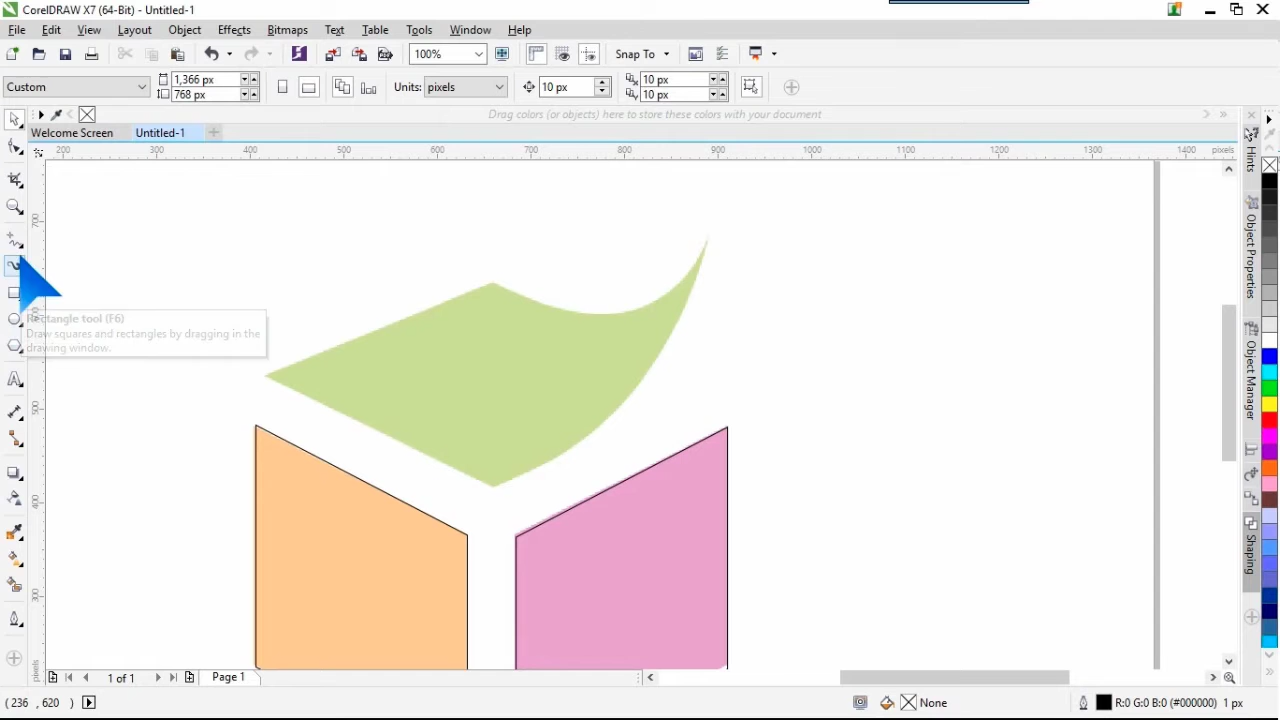 CorelDRAW X7 (64-Bit) - Untitled-1
File Edit View Layout Object Effects Bitmaps Text Table Tools Window Help
100% Snap To
Custom 1,366 px 768 px Units: pixels 10 px 10 px 10 px
Drag colors (or objects) here to store these colors with your document
Welcome Screen Untitled-1
200 300 400 500 600 700 800 900 1000 1100 1200 1300 1400 pixels
700
500
400
300
pixels
Rectangle tool (F6)
Draw squares and rectangles by dragging in the
drawing window.
Hints
Object Properties
Object Manager
Shaping
1 of 1 Page 1
( 236 , 620 ) None R:0 G:0 B:0 (#000000) 1 px